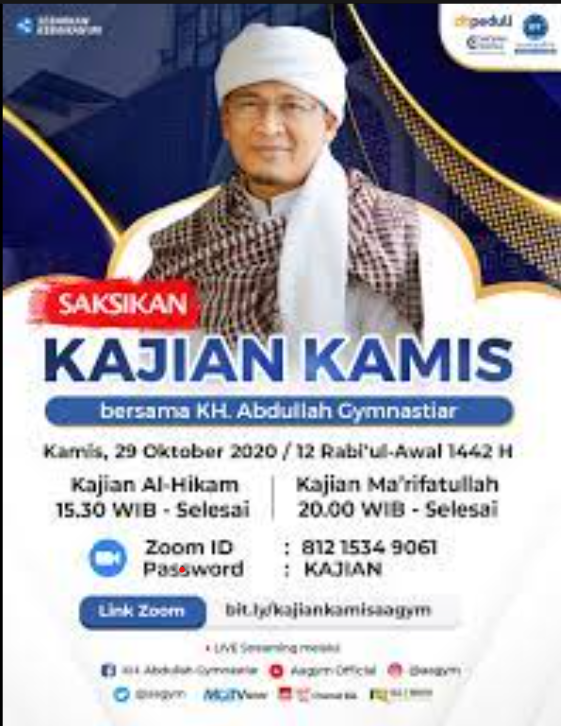 dtpeduli
SAKSIKAN
KAJIAN KAMIS
bersama KH. Abdullah Gymnastiar
Kamis, 29 Oktober 2020 / 12 Rabi'ul-Awal 1442 H
Kajian Al-Hikam
15.30 WIB - Selesai
Kajian Ma'rifatullah
20.00 WIB - Selesai
Zoom ID : 812 1534 9061
Password : KAJIAN
Link Zoom bit.ly/kajiankamisaagym
LIVE Streaming melalui
KH. Abdullah Gymnastiar Aagym Official @aagym
@aagym MQTV